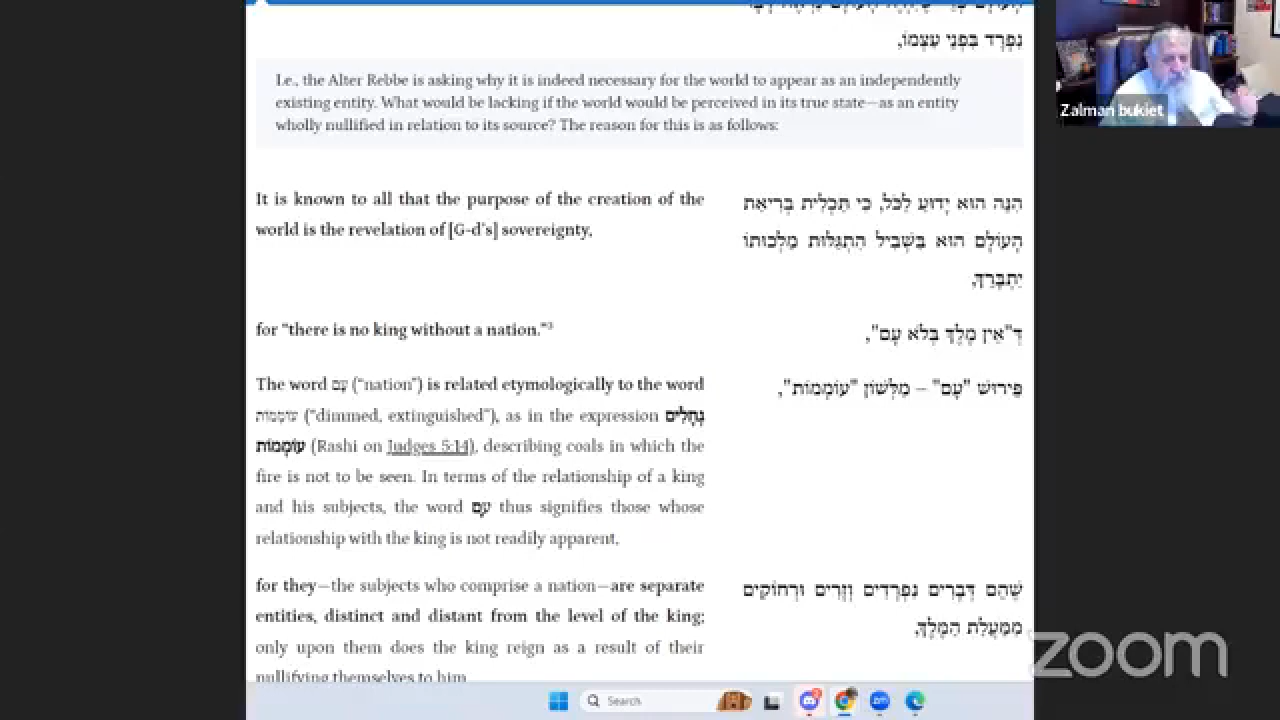 נִפְרָד בִּפְנֵי עַצְמוֹ,
I.e., the Alter Rebbe is asking why it is indeed necessary for the world to appear as an independently
existing entity. What would be lacking if the world would be perceived in its true state—as an entity
wholly nullified in relation to its source? The reason for this is as follows:
It is known to all that the purpose of the creation of the
world is the revelation of [G-d's] sovereignty,
הִנֵּה הוּא יָדוּעַ לַכֹּל, כִּי תַּכְלִית בְּרִיאַת
הָעוֹלָם הוּא בִּשְׁבִיל הִתְגַּלּוּת מַלְכוּתוֹ
יִתְבָּרֵךְ,
for “there is no king without a nation.”3
דְּ"אֵין מֶלֶךְ בְּלֹא עָם",
The word עָם (“nation”) is related etymologically to the word
עוֹמְמוֹת (“dimmed, extinguished”), as in the expression גֶּחָלִים
עוֹמְמוֹת (Rashi on Judges 5:14), describing coals in which the
fire is not to be seen. In terms of the relationship of a king
and his subjects, the word עָם thus signifies those whose
relationship with the king is not readily apparent,
פֵּירוּשׁ "עָם" – מִלְּשׁוֹן "עוֹמְמוֹת",
for they—the subjects who comprise a nation—are separate
entities, distinct and distant from the level of the king;
only upon them does the king reign as a result of their
nullifying themselves to him
שֶׁהֵם דְּבָרִים נִפְרָדִים וְזָרִים וּרְחוֹקִים
מִמַּעֲלַת הַמֶּלֶךְ,
Zalman bukiet
Search
zoom